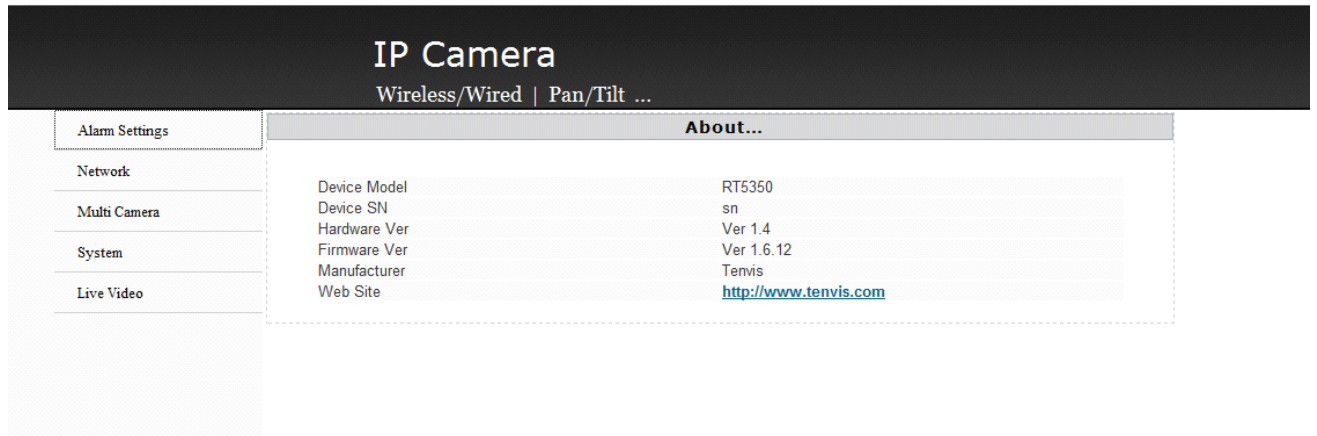 IP Camera
Wireless/Wired | Pan/Tilt ...
Alarm Settings
Network
Multi Camera
System
Live Video
About...
Device Model RT5350
Device SN sn
Hardware Ver Ver 1.4
Firmware Ver Ver 1.6.12
Manufacturer Tenvis
Web Site http://www.tenvis.com